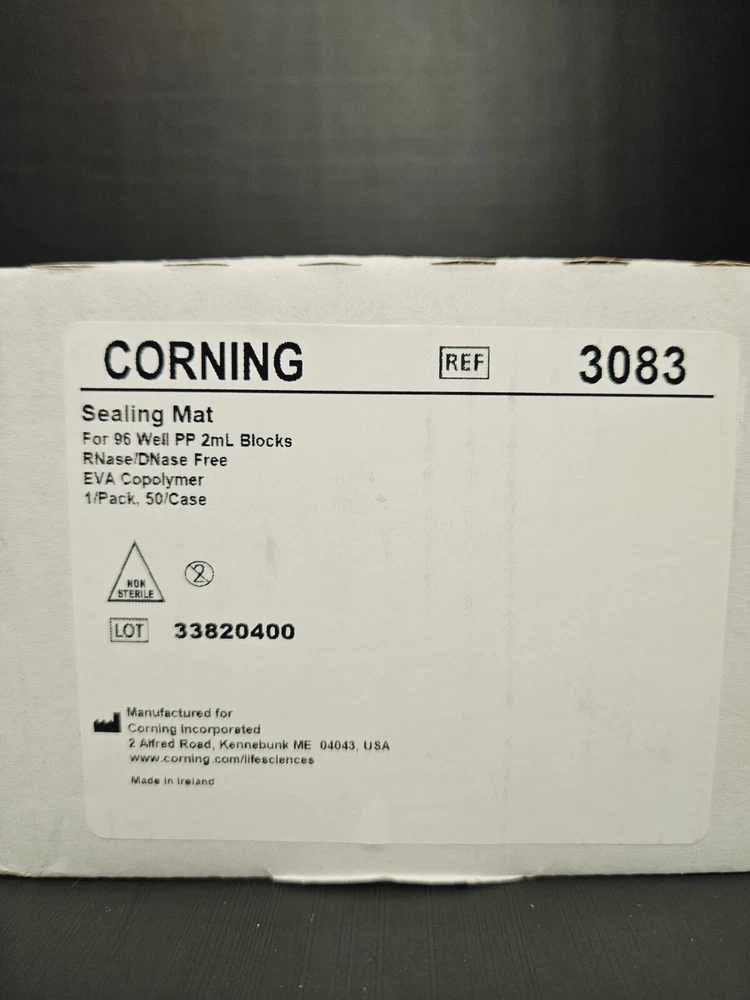 CORNING REF 3083
Sealing Mat
For 96 Well PP 2mL Blocks
RNase/DNase Free
EVA Copolymer
1/Pack, 50/Case
NON
STERILE
2
LOT 33820400
Manufactured for
Corning Incorporated
2 Alfred Road, Kennebunk ME 04043, USA
www.corning.com/lifesciences
Made in Ireland